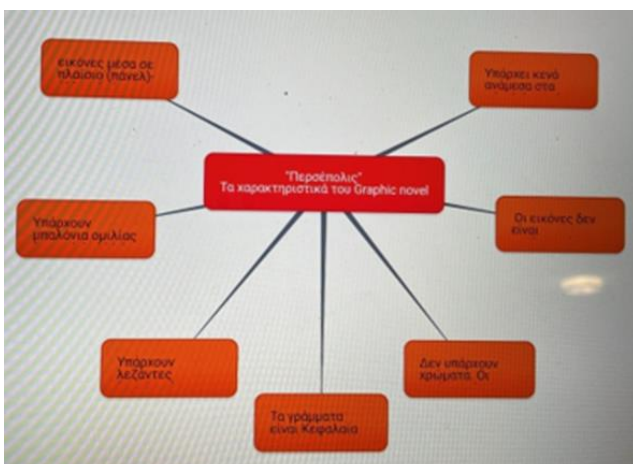 εικόνες μέσα σε
πλαίσιο (πάνελ)-
Υπάρχει κενά
ανάμεσα στα
"Περσέπολις"
Τα χαρακτηριστικά του Graphic novel
Υπάρχουν
μπαλόνια ομιλίας
Οι εικόνες δεν
είναι
Υπάρχουν
λεζάντες
Δεν υπάρχουν
χρώματα. Οι
Τα γράμματα
είναι Κεφαλαία